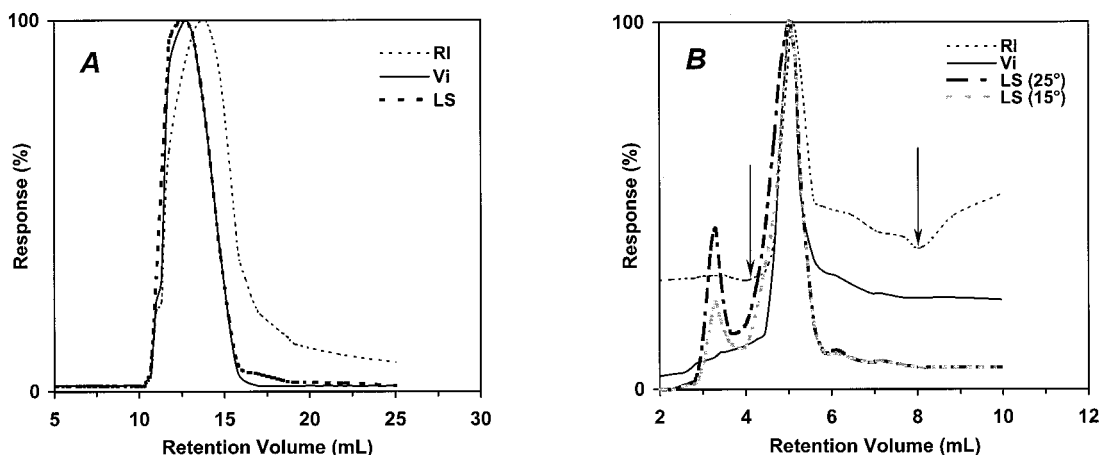 100
A
RI
Vi
LS
Response (%)
0
5 10 15 20 25 30
Retention Volume (mL)
100
B
RI
Vi
LS (25°)
LS (15°)
Response (%)
0
2 4 6 8 10 12
Retention Volume (mL)